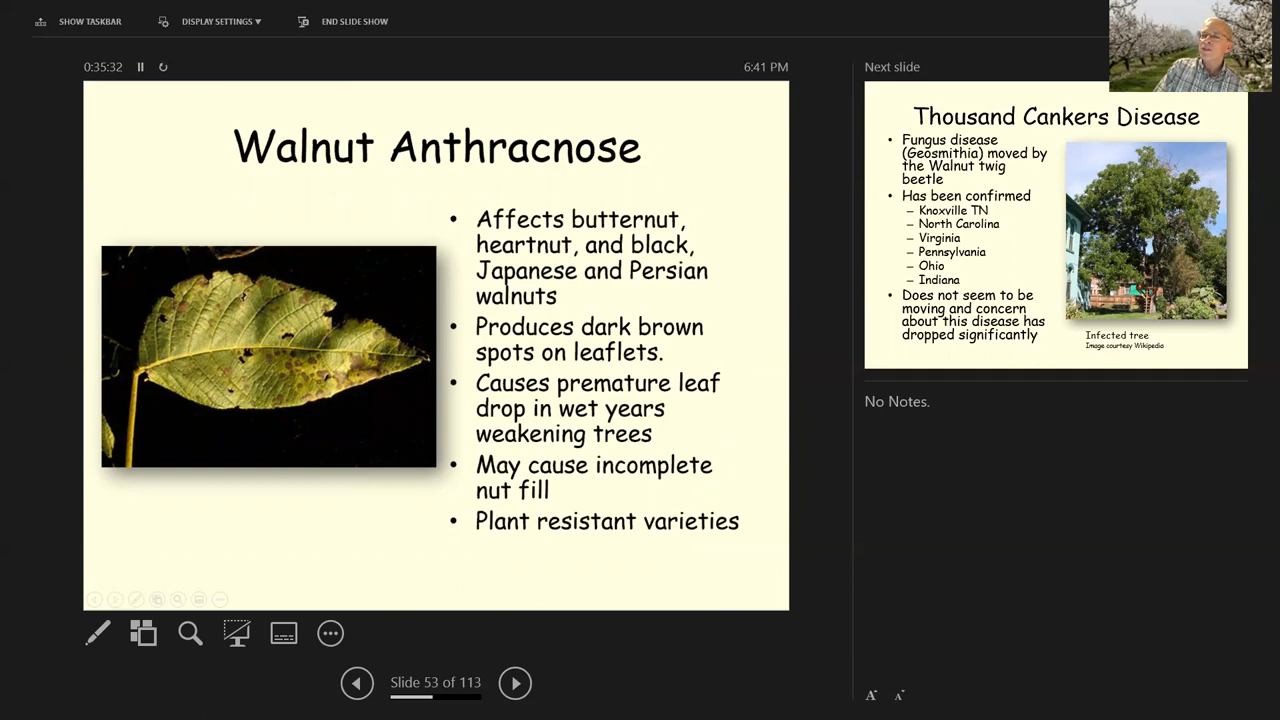 SHOW TASKBAR
DISPLAY SETTINGS ▼
END SLIDE SHOW
0:35:32
6:41 PM
Walnut Anthracnose
• Affects butternut,
heartnut, and black,
Japanese and Persian
walnuts
• Produces dark brown
spots on leaflets.
• Causes premature leaf
drop in wet years
weakening trees
• May cause incomplete
nut fill
• Plant resistant varieties
Slide 53 of 113
Next slide
Thousand Cankers Disease
• Fungus disease
(Geosmithia) moved by
the Walnut twig
beetle
• Has been confirmed
– Knoxville TN
– North Carolina
– Virginia
– Pennsylvania
– Ohio
– Indiana
• Does not seem to be
moving and concern
about this disease has
dropped significantly
Infected tree
Image courtesy Wikipedia
No Notes.
A A